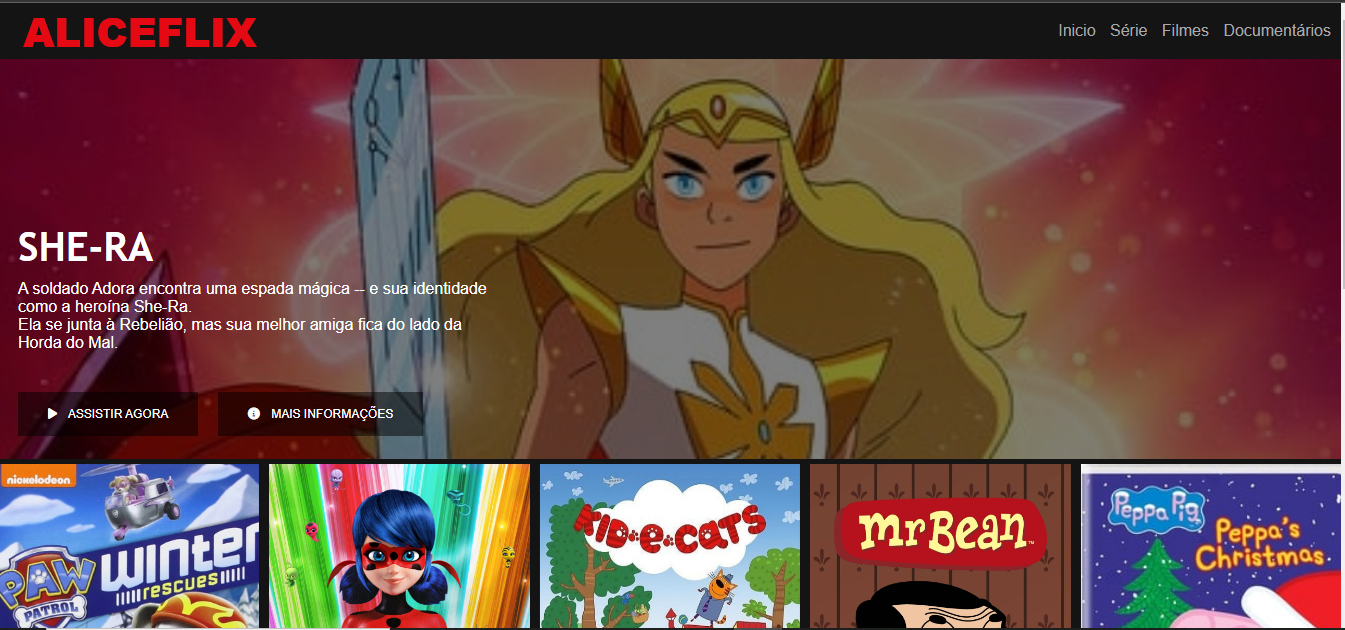 ALICEFLIX
Inicio Série Filmes Documentários
SHE-RA
A soldado Adora encontra uma espada mágica -- e sua identidade
como a heroína She-Ra.
Ela se junta à Rebelião, mas sua melhor amiga fica do lado da
Horda do Mal.
ASSISTIR AGORA
MAIS INFORMAÇÕES
nickelodeon
PAW
PATROL
Winter
rescues
KID-E-CATS
mr Bean
TM
Peppa Pig
Peppa's
Christmas